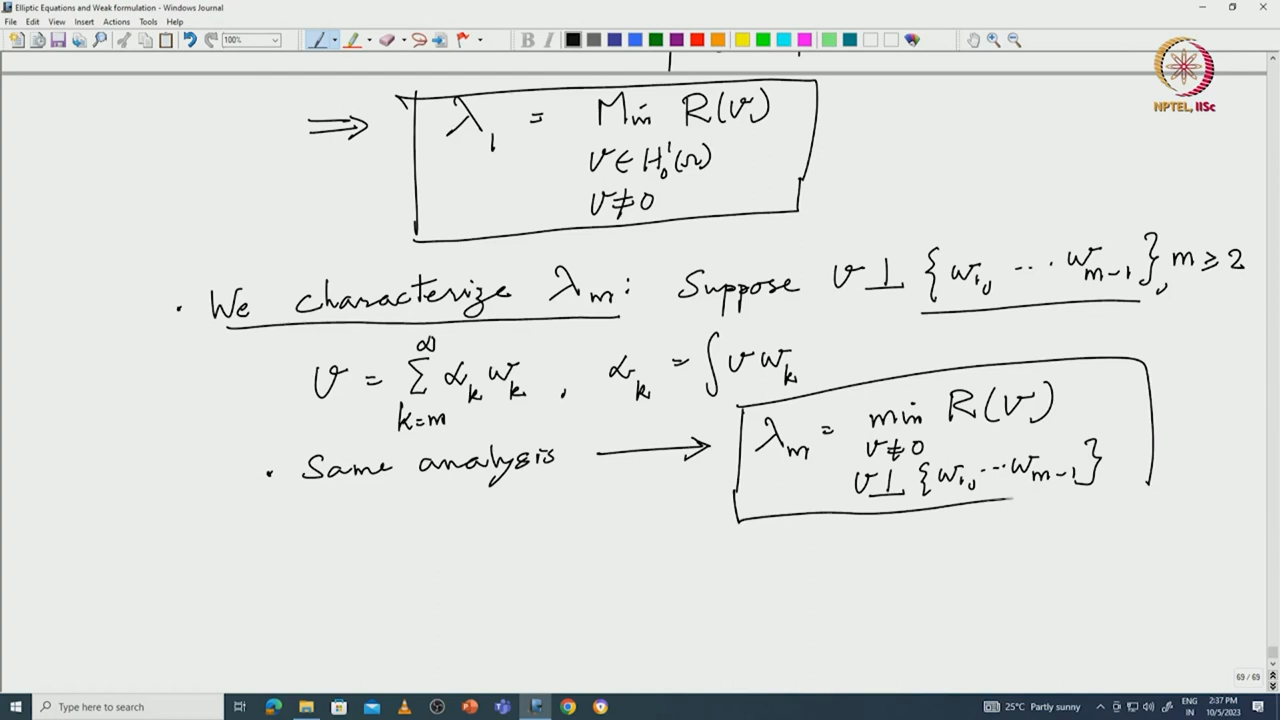 Elliptic Equations and Weak formulation - Windows Journal
File Edit View Insert Actions Tools Help
100%
NPTEL, IISc
⟹ λ₁ = Min R(v)
v ∈ H₀¹(Ω)
v ≠ 0
• We characterize λₘ: Suppose v ⊥ {w₁, ... wₘ₋₁}, m ≥ 2
v = ∑_{k=m}^{∞} αₖ wₖ, αₖ = ∫ v wₖ
• Same analysis ⟶ λₘ = min R(v)
v ≠ 0
v ⊥ {w₁, ... wₘ₋₁}
69 / 69
Type here to search
25°C Partly sunny
ENG
IN
2:37 PM
10/5/2023